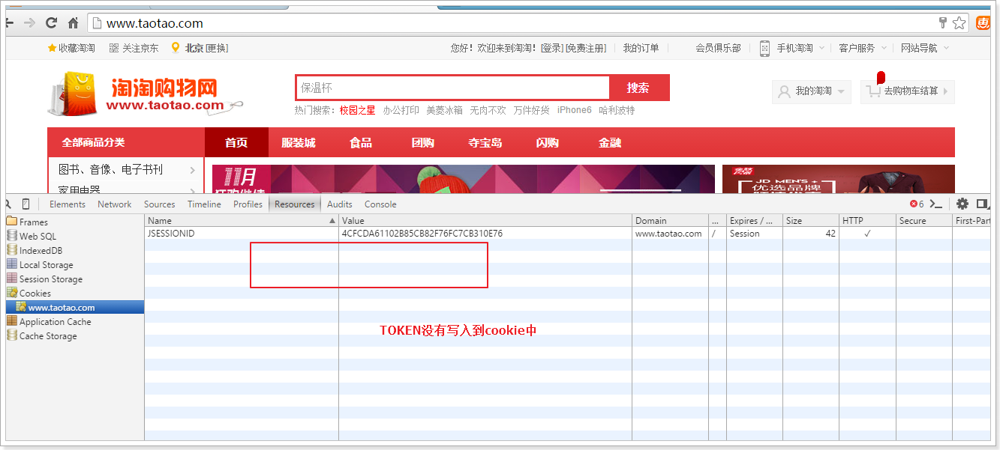 www.taotao.com
收藏淘淘 关注京东 北京 [更换] 您好！欢迎来到淘淘！[登录] [免费注册] 我的订单 会员俱乐部 手机淘淘 客户服务 网站导航
淘淘购物网
www.taotao.com
保温杯 搜索
我的淘淘 去购物车结算
热门搜索： 校园之星 办公打印 美菱冰箱 无肉不欢 万件好货 iPhone6 哈利波特
全部商品分类 首页 服装城 食品 团购 夺宝岛 闪购 金融
图书、音像、电子书刊
家用电器
11月
JD MEN'S
Elements Network Sources Timeline Profiles Resources Audits Console 6
Frames
Web SQL
IndexedDB
Local Storage
Session Storage
Cookies
www.taotao.com
Application Cache
Cache Storage
Name Value Domain ... Expires / ... Size HTTP Secure First-Part
JSESSIONID 4CFCDA61102B85CB82F76FC7CB310E76 www.taotao.com / Session 42 ✓
TOKEN没有写入到cookie中